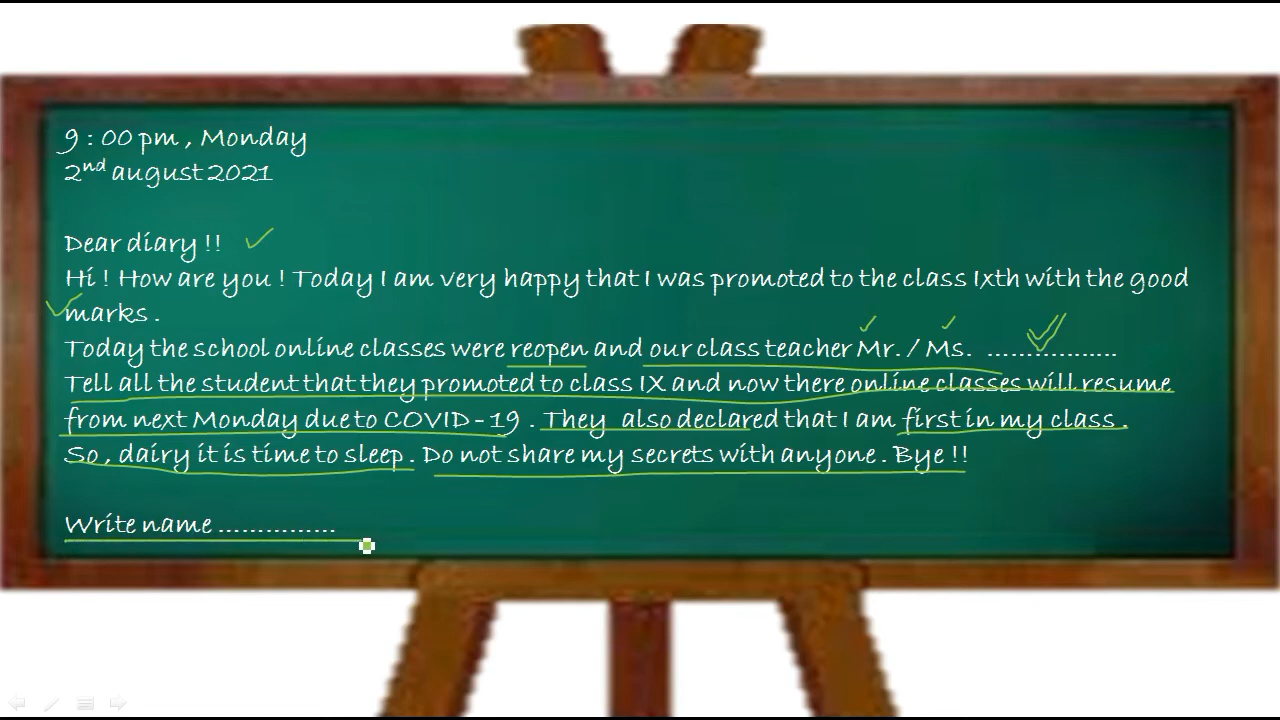 9 : 00 pm , Monday
2nd august 2021
Dear diary !!
Hi ! How are you ! Today I am very happy that I was promoted to the class Ixth with the good
marks .
Today the school online classes were reopen and our class teacher Mr. / Ms. ..................
Tell all the student that they promoted to class IX and now there online classes will resume
from next Monday due to COVID - 19 . They also declared that I am first in my class .
So , dairy it is time to sleep . Do not share my secrets with anyone . Bye !!
Write name ...............